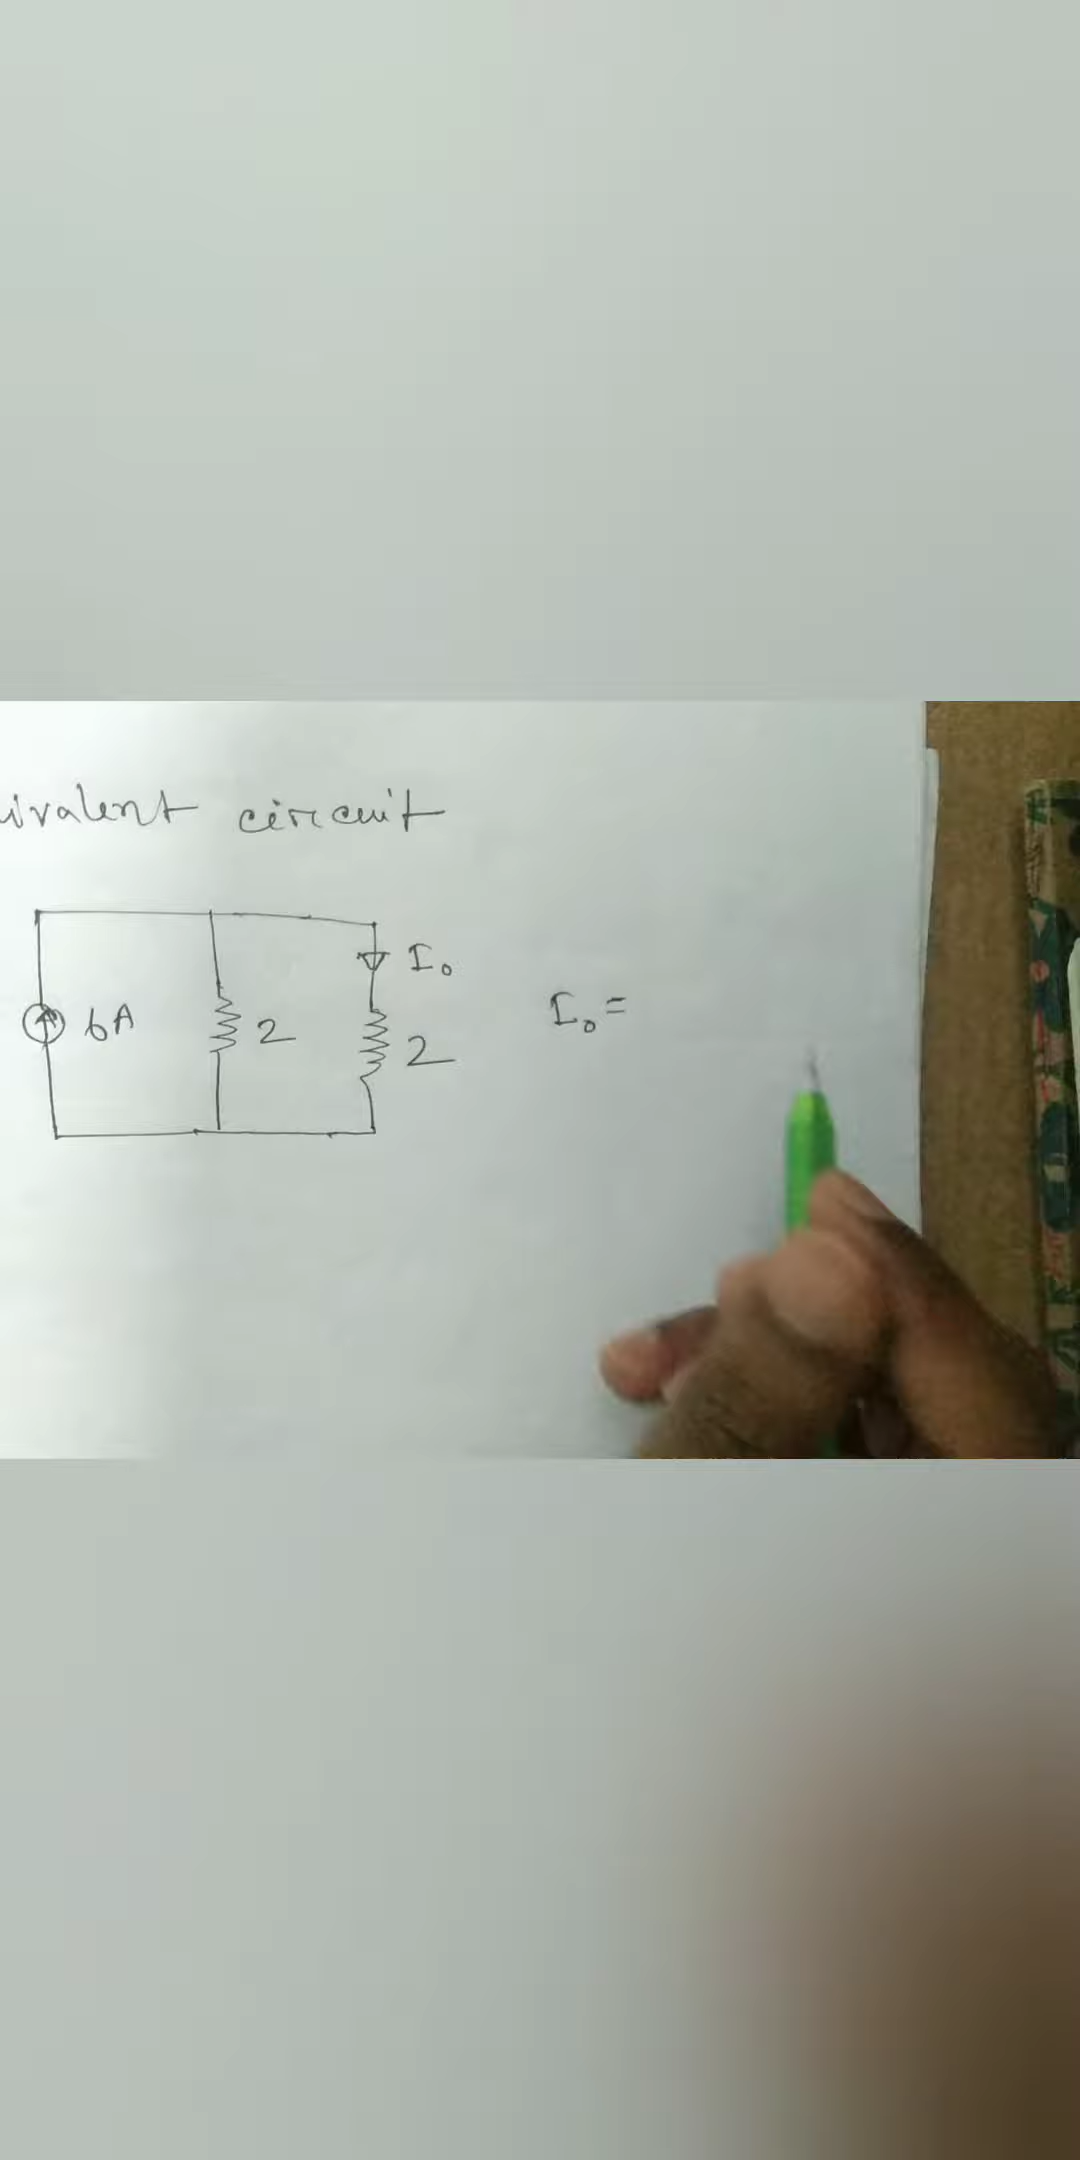 ivalent circuit
I₀
6A 2 2
I₀ =